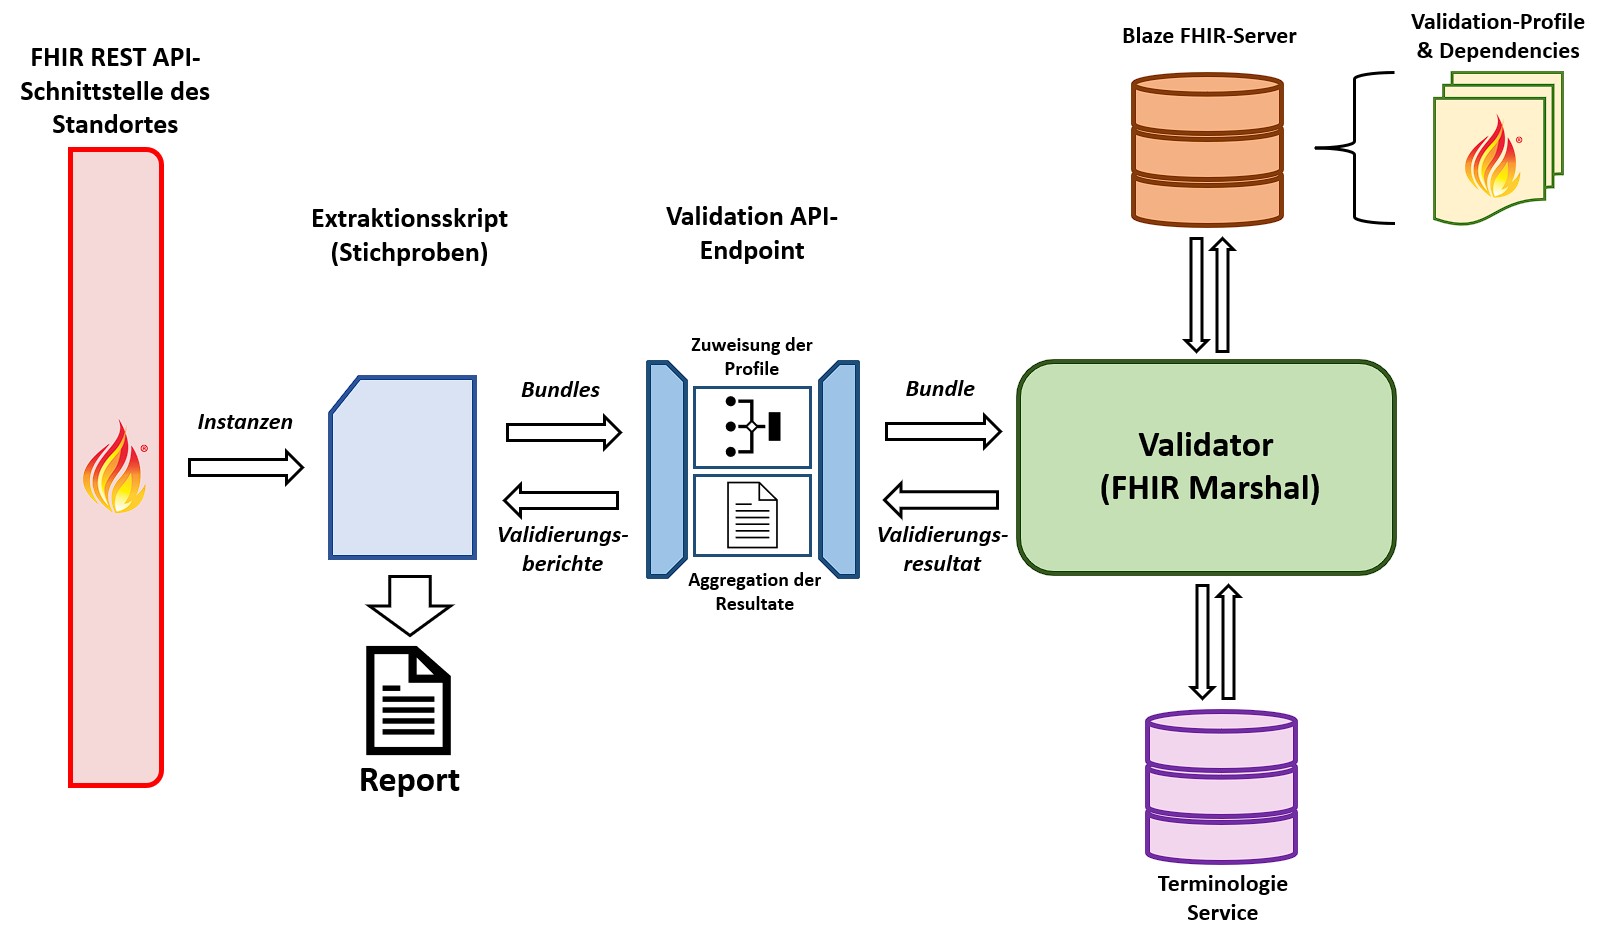 FHIR REST API-
Schnittstelle des
Standortes
Instanzen
Extraktionsskript
(Stichproben)
Report
Bundles
Validierungs-
berichte
Validation API-
Endpoint
Zuweisung der
Profile
Aggregation der
Resultate
Bundle
Validierungs-
resultat
Blaze FHIR-Server
Validation-Profile
& Dependencies
®
Validator
(FHIR Marshal)
Terminologie
Service
®